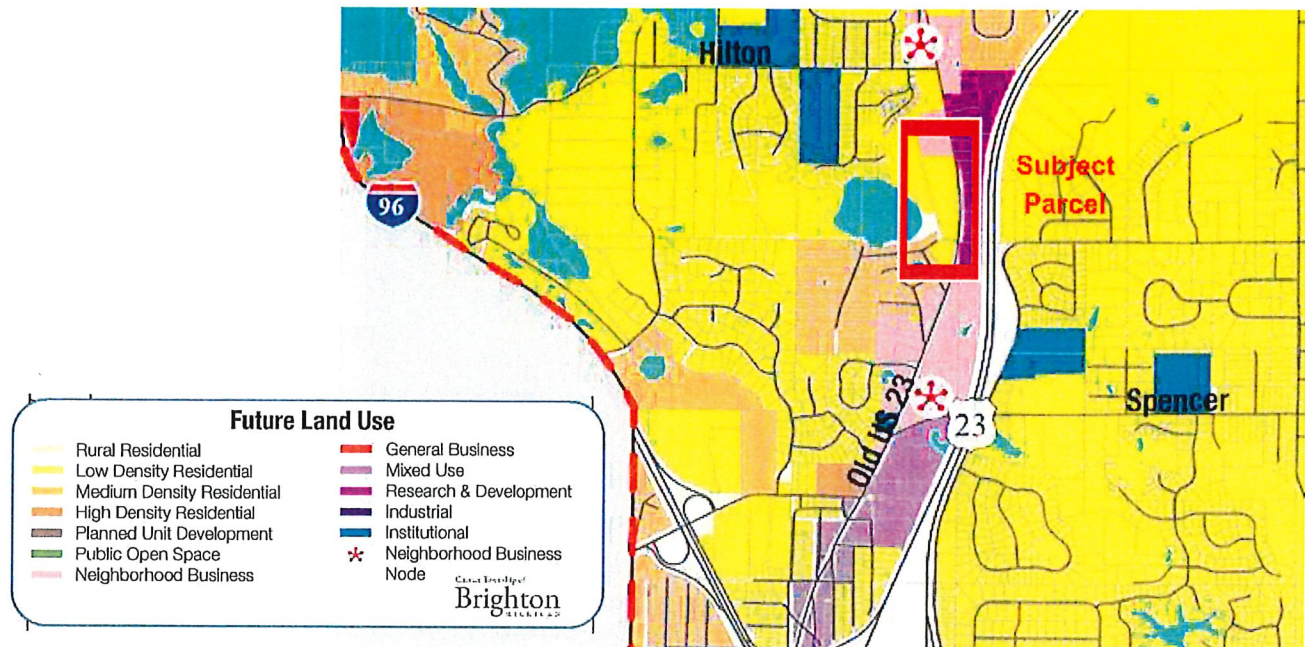 Hilton
96
Subject
Parcel
Old US 23
23
Spencer
Future Land Use
Rural Residential
Low Density Residential
Medium Density Residential
High Density Residential
Planned Unit Development
Public Open Space
Neighborhood Business
General Business
Mixed Use
Research & Development
Industrial
Institutional
Neighborhood Business
Node
Brighton